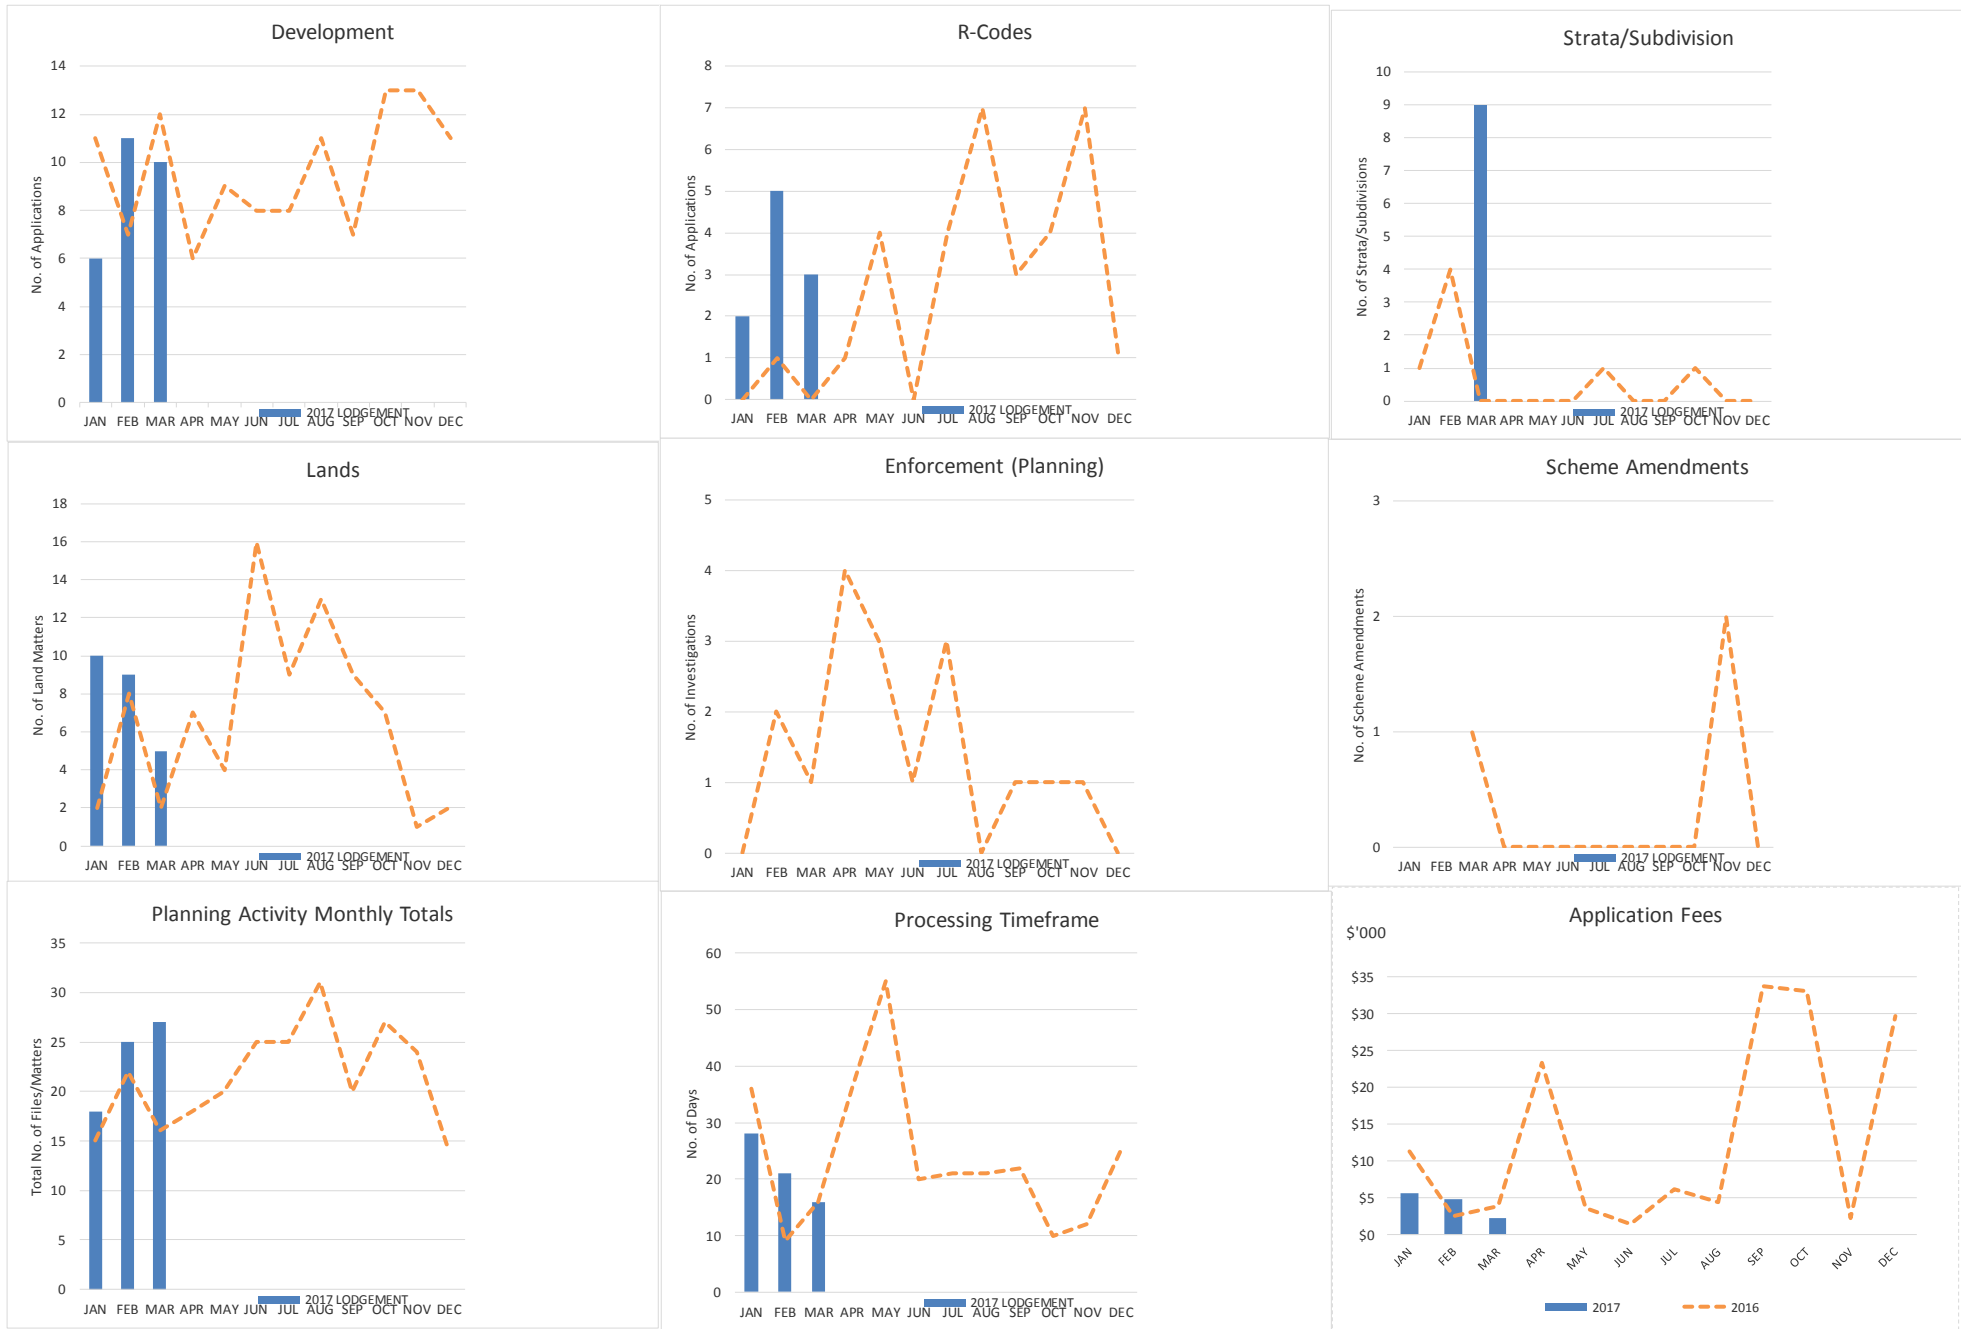 Development
No. of Applications
14
12
10
8
6
4
2
0
JAN FEB MAR APR MAY JUN JUL AUG SEP OCT NOV DEC
2017 LODGEMENT
R-Codes
No. of Applications
8
7
6
5
4
3
2
1
0
JAN FEB MAR APR MAY JUN JUL AUG SEP OCT NOV DEC
2017 LODGEMENT
Strata/Subdivision
No. of Strata/Subdivisions
10
9
8
7
6
5
4
3
2
1
0
JAN FEB MAR APR MAY JUN JUL AUG SEP OCT NOV DEC
2017 LODGEMENT
Lands
No. of Land Matters
18
16
14
12
10
8
6
4
2
0
JAN FEB MAR APR MAY JUN JUL AUG SEP OCT NOV DEC
2017 LODGEMENT
Enforcement (Planning)
No. of Investigations
5
4
3
2
1
0
JAN FEB MAR APR MAY JUN JUL AUG SEP OCT NOV DEC
2017 LODGEMENT
Scheme Amendments
No. of Scheme Amendments
3
2
1
0
JAN FEB MAR APR MAY JUN JUL AUG SEP OCT NOV DEC
2017 LODGEMENT
Planning Activity Monthly Totals
Total No. of Files/Matters
35
30
25
20
15
10
5
0
JAN FEB MAR APR MAY JUN JUL AUG SEP OCT NOV DEC
2017 LODGEMENT
Processing Timeframe
No. of Days
60
50
40
30
20
10
0
JAN FEB MAR APR MAY JUN JUL AUG SEP OCT NOV DEC
2017 LODGEMENT
Application Fees
$'000
$35
$30
$25
$20
$15
$10
$5
$0
JAN FEB MAR APR MAY JUN JUL AUG SEP OCT NOV DEC
2017 2016